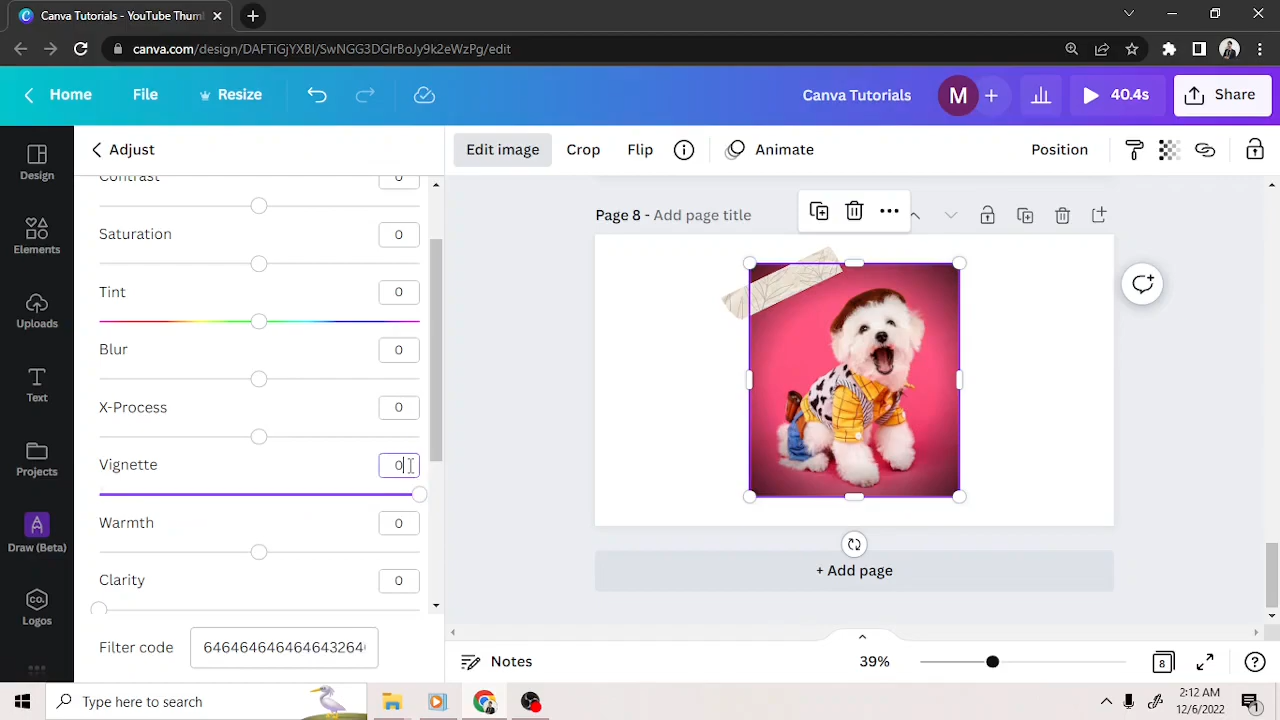 Canva Tutorials - YouTube Thum
canva.com/design/DAFTiGjYXBI/SwNGG3DGIrBoJy9k2eWzPg/edit
Home File Resize Canva Tutorials M + 40.4s Share
Adjust
Edit image Crop Flip Animate Position
Design
Elements
Uploads
Text
Projects
Draw (Beta)
CO.
Logos
Contrast 0
Saturation 0
Tint 0
Blur 0
X-Process 0
Vignette 0
Warmth 0
Clarity 0
Filter code 646464646464643264
Page 8 - Add page title
+ Add page
Notes 39% 8
Type here to search
2:12 AM
12/6/2022
1